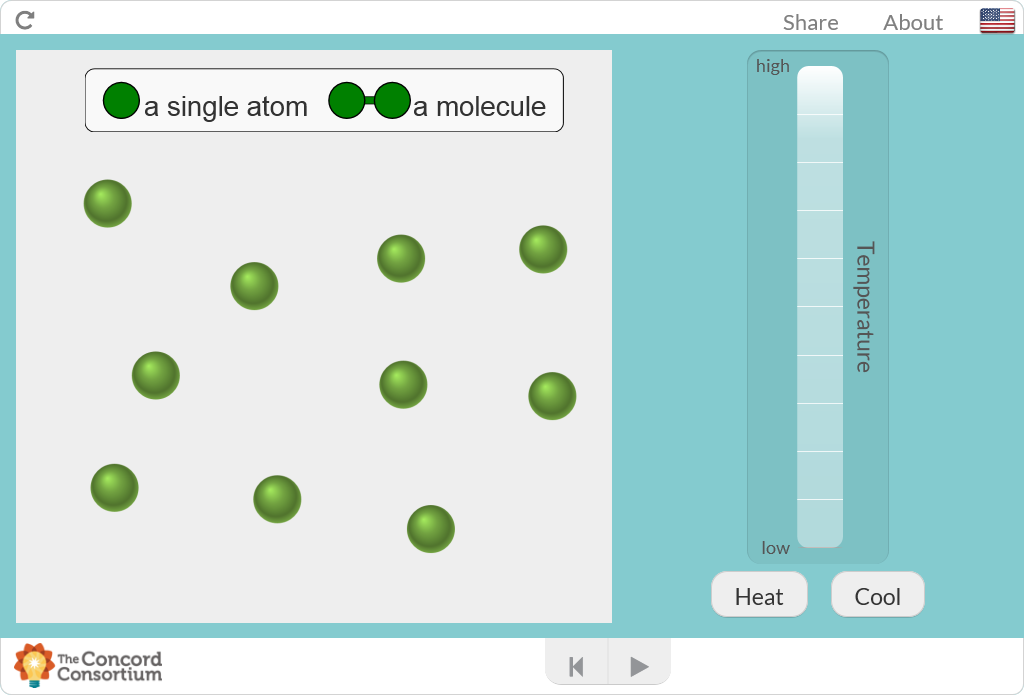 Share About
a single atom a molecule
high
Temperature
low
Heat Cool
The Concord
Consortium